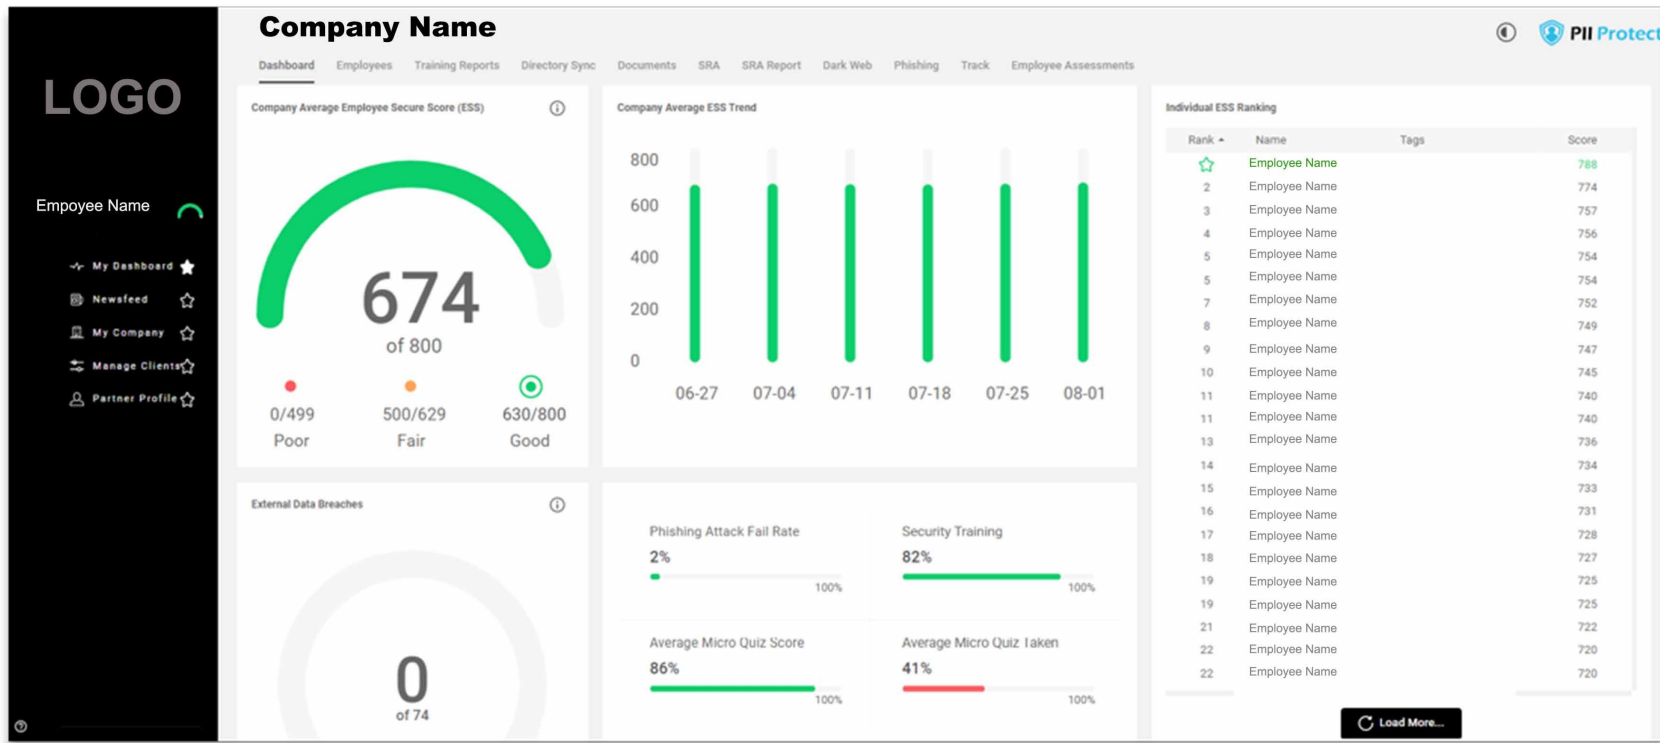 Company Name
PII Protect
LOGO
Empoyee Name
My Dashboard
Newsfeed
My Company
Manage Clients
Partner Profile
Dashboard Employees Training Reports Directory Sync Documents SRA SRA Report Dark Web Phishing Track Employee Assessments
Company Average Employee Secure Score (ESS)
674
of 800
0/499 500/629 630/800
Poor Fair Good
Company Average ESS Trend
800
600
400
200
0
06-27 07-04 07-11 07-18 07-25 08-01
External Data Breaches
0
of 74
Phishing Attack Fail Rate
2%
100%
Security Training
82%
100%
Average Micro Quiz Score
86%
100%
Average Micro Quiz Taken
41%
100%
Individual ESS Ranking
Rank Name Tags Score
Employee Name 788
2 Employee Name 774
3 Employee Name 757
4 Employee Name 756
5 Employee Name 754
5 Employee Name 754
7 Employee Name 752
8 Employee Name 749
9 Employee Name 747
10 Employee Name 745
11 Employee Name 740
11 Employee Name 740
13 Employee Name 736
14 Employee Name 734
15 Employee Name 733
16 Employee Name 731
17 Employee Name 728
18 Employee Name 727
19 Employee Name 725
19 Employee Name 725
21 Employee Name 722
22 Employee Name 720
22 Employee Name 720
Load More...